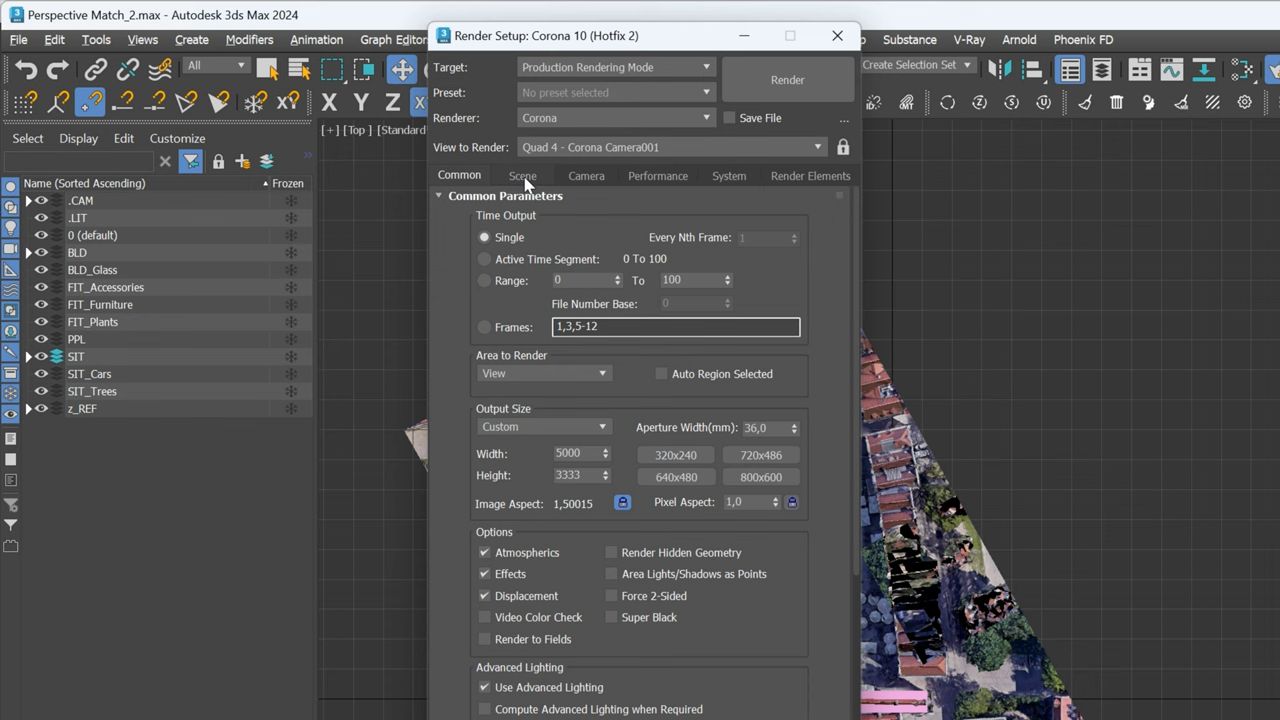 Perspective Match_2.max - Autodesk 3ds Max 2024
File Edit Tools Views Create Modifiers Animation Graph Editor Substance V-Ray Arnold Phoenix FD
All
Create Selection Set
X Y Z X
Select Display Edit Customize
Name (Sorted Ascending) Frozen
.CAM
.LIT
0 (default)
BLD
BLD_Glass
FIT_Accessories
FIT_Furniture
FIT_Plants
PPL
SIT
SIT_Cars
SIT_Trees
z_REF
[+] [Top] [Standard
Render Setup: Corona 10 (Hotfix 2)
Target: Production Rendering Mode
Render
Preset: No preset selected
Renderer: Corona Save File ...
View to Render: Quad 4 - Corona Camera001
Common Scene Camera Performance System Render Elements
Common Parameters
Time Output
Single Every Nth Frame: 1
Active Time Segment: 0 To 100
Range: 0 To 100
File Number Base: 0
Frames: 1,3,5-12
Area to Render
View Auto Region Selected
Output Size
Custom Aperture Width(mm): 36,0
Width: 5000 320x240 720x486
Height: 3333 640x480 800x600
Image Aspect: 1,50015 Pixel Aspect: 1,0
Options
Atmospherics Render Hidden Geometry
Effects Area Lights/Shadows as Points
Displacement Force 2-Sided
Video Color Check Super Black
Render to Fields
Advanced Lighting
Use Advanced Lighting
Compute Advanced Lighting when Required